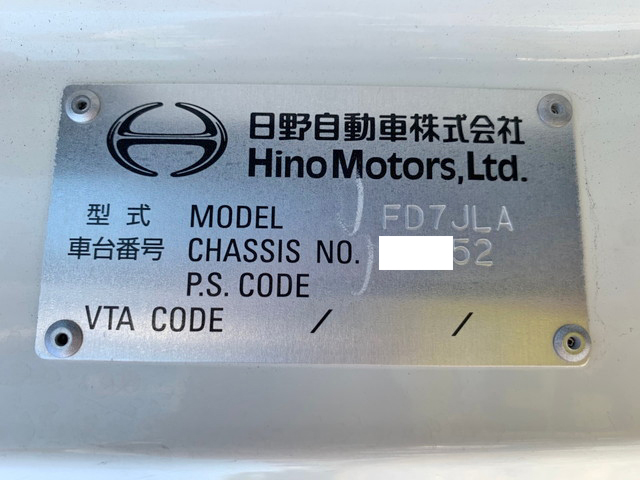 日野自動車株式会社
Hino Motors, Ltd.
型式 MODEL FD7JLA
車台番号 CHASSIS NO. 52
P.S. CODE
VTA CODE / /